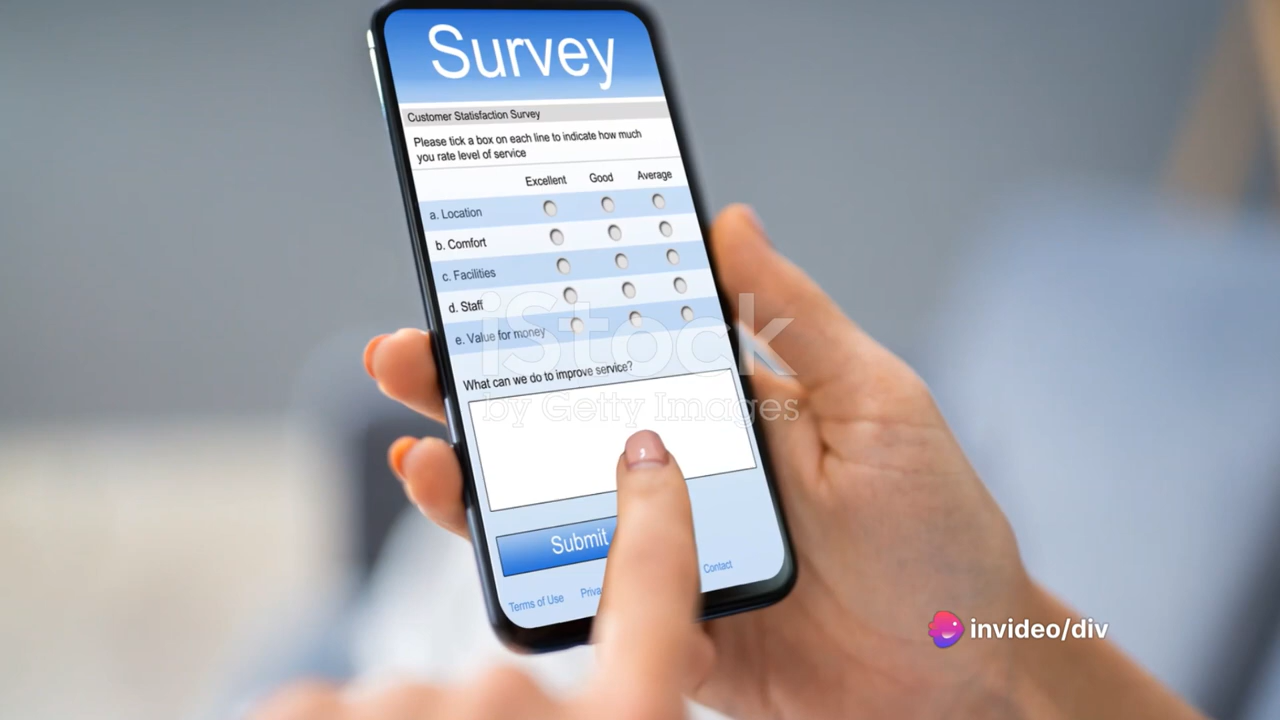 Survey
Customer Statisfaction Survey
Please tick a box on each line to indicate how much
you rate level of service
Excellent Good Average
a. Location
b. Comfort
c. Facilities
d. Staff
e. Value for money
What can we do to improve service?
iStock
by Getty Images
Submit
Terms of Use Contact
invideo/div